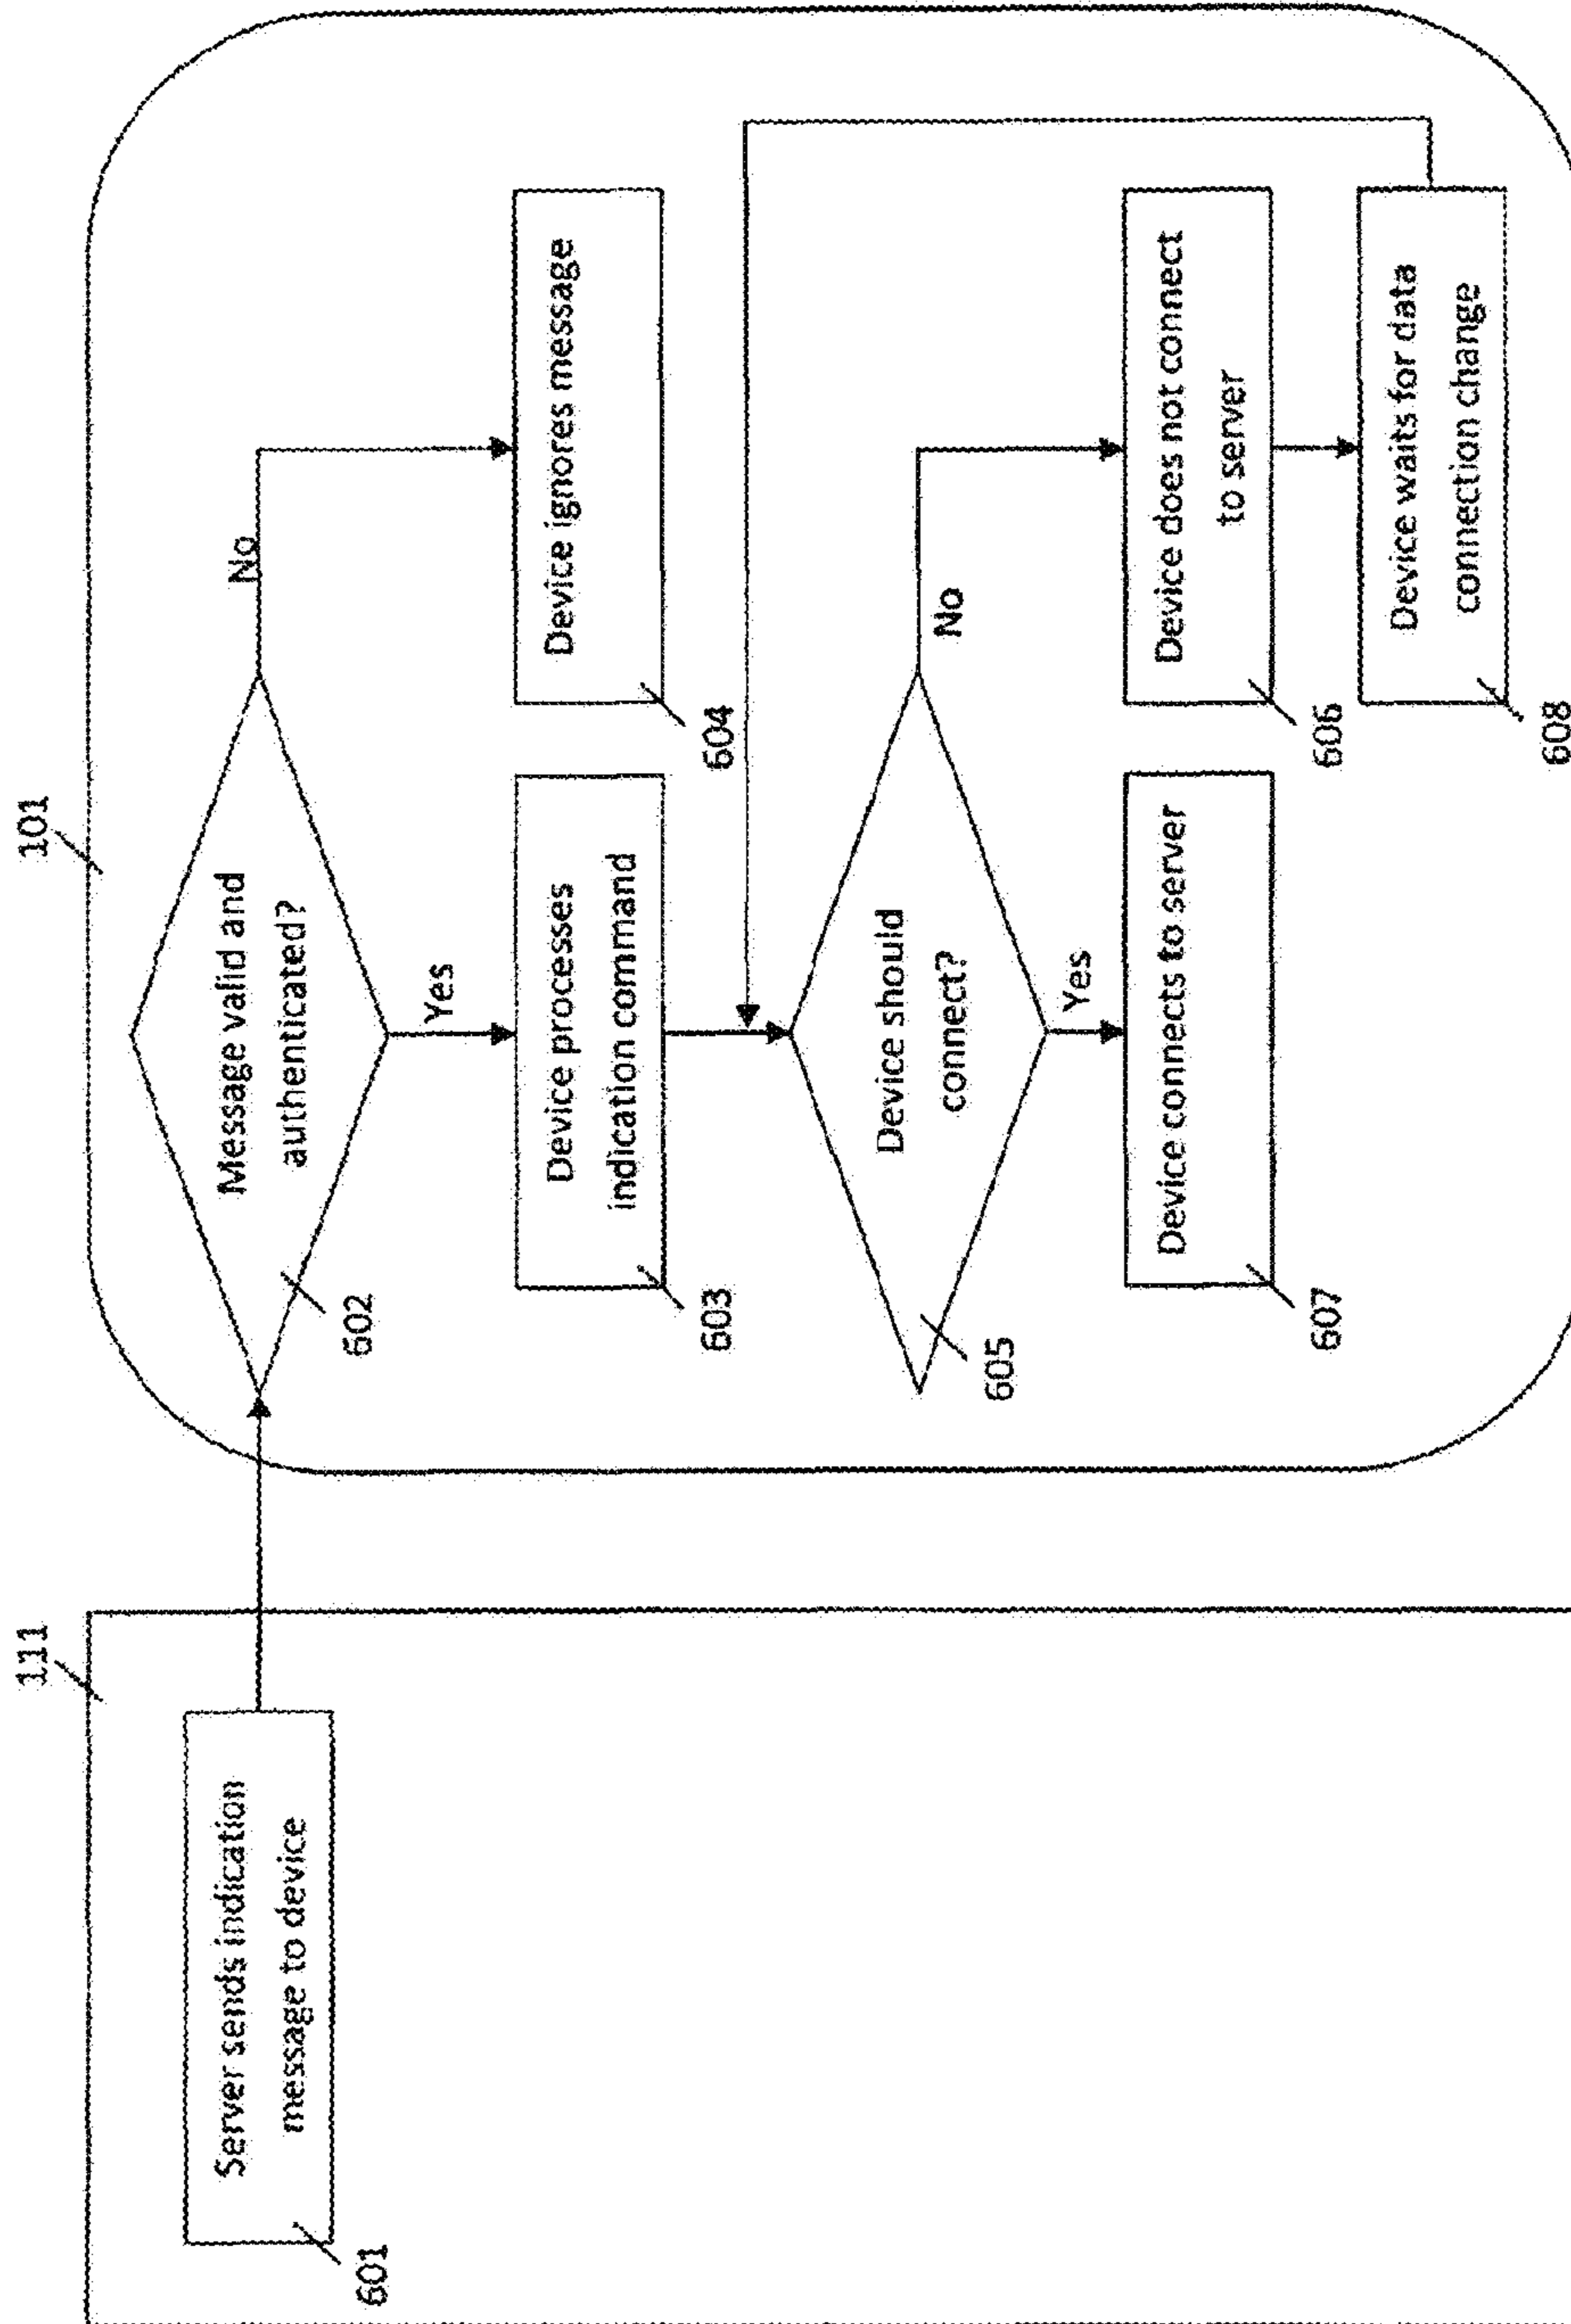 111
101
Server sends indication
message to device
601
Message valid and
authenticated?
602
No
Yes
Device processes
indication command
603
Device ignores message
604
Device should
connect?
605
No
Yes
Device connects to server
607
Device does not connect
to server
606
Device waits for data
connection change
608